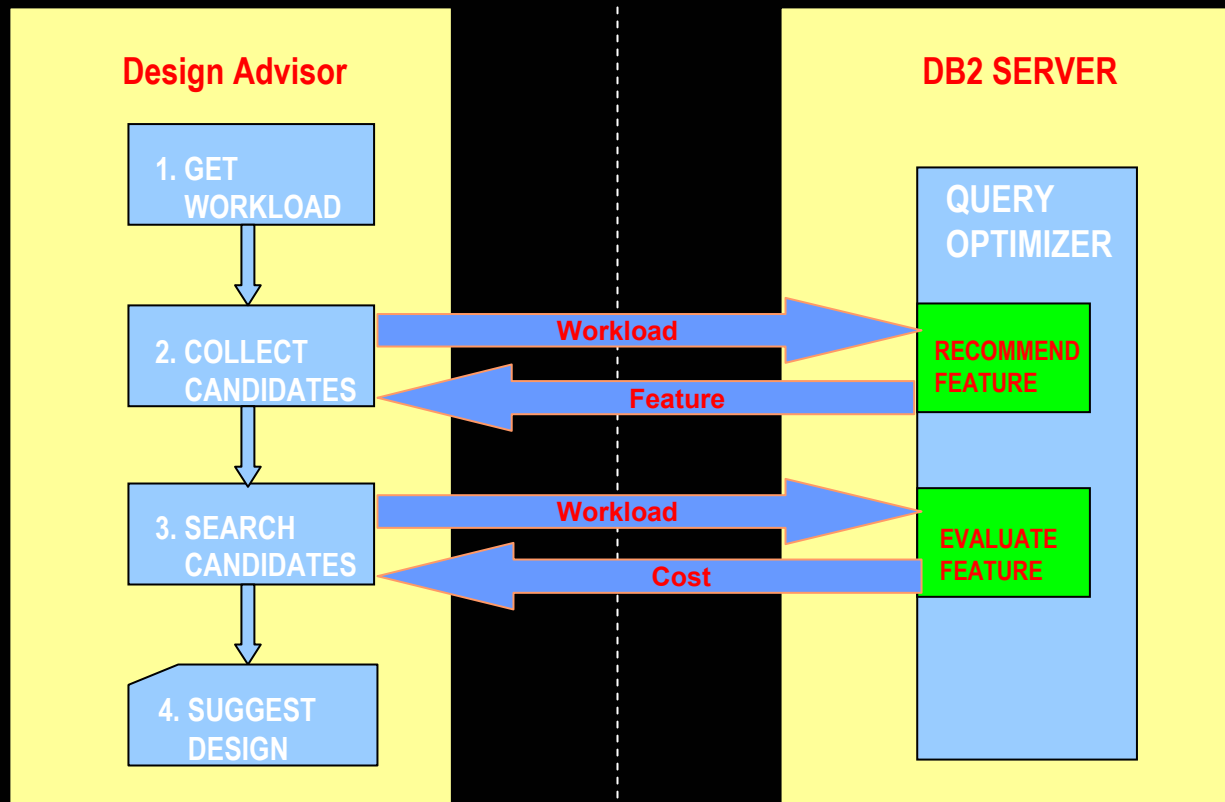 Design Advisor
1. GET
WORKLOAD
2. COLLECT
CANDIDATES
3. SEARCH
CANDIDATES
4. SUGGEST
DESIGN
Workload
Feature
Workload
Cost
DB2 SERVER
QUERY
OPTIMIZER
RECOMMEND
FEATURE
EVALUATE
FEATURE